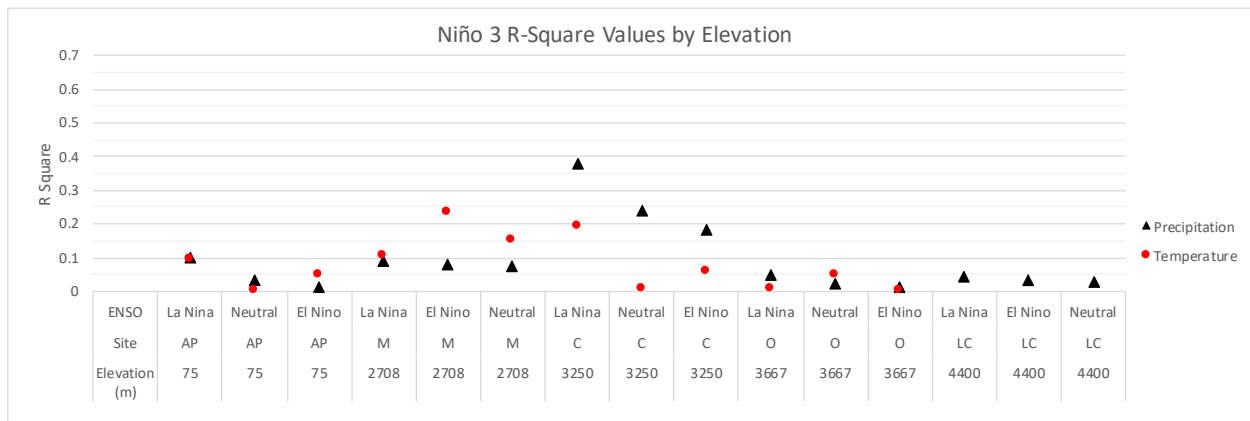 Niño 3 R-Square Values by Elevation
0.7
0.6
0.5
0.4
0.3
0.2
0.1
0
R Square
Precipitation
Temperature
ENSO La Nina Neutral El Nino La Nina El Nino Neutral La Nina Neutral El Nino La Nina Neutral El Nino La Nina El Nino Neutral
Site AP AP AP M M M C C C O O O LC LC LC
Elevation 75 75 75 2708 2708 2708 3250 3250 3250 3667 3667 3667 4400 4400 4400
(m)